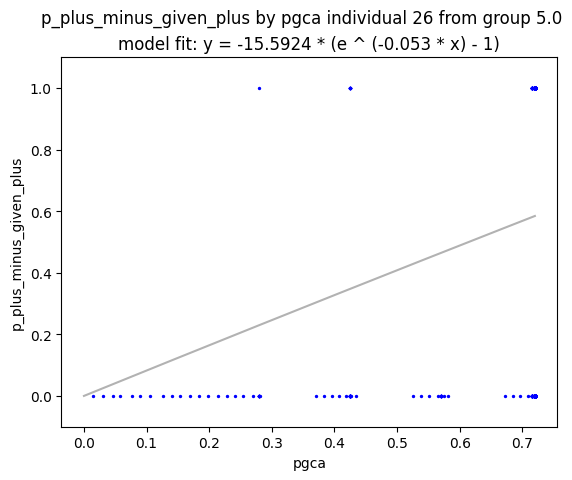 p_plus_minus_given_plus by pgca individual 26 from group 5.0
model fit: y = -15.5924 * (e ^ (-0.053 * x) - 1)
1.0
0.8
0.6
0.4
0.2
0.0
p_plus_minus_given_plus
0.0 0.1 0.2 0.3 0.4 0.5 0.6 0.7
pgca